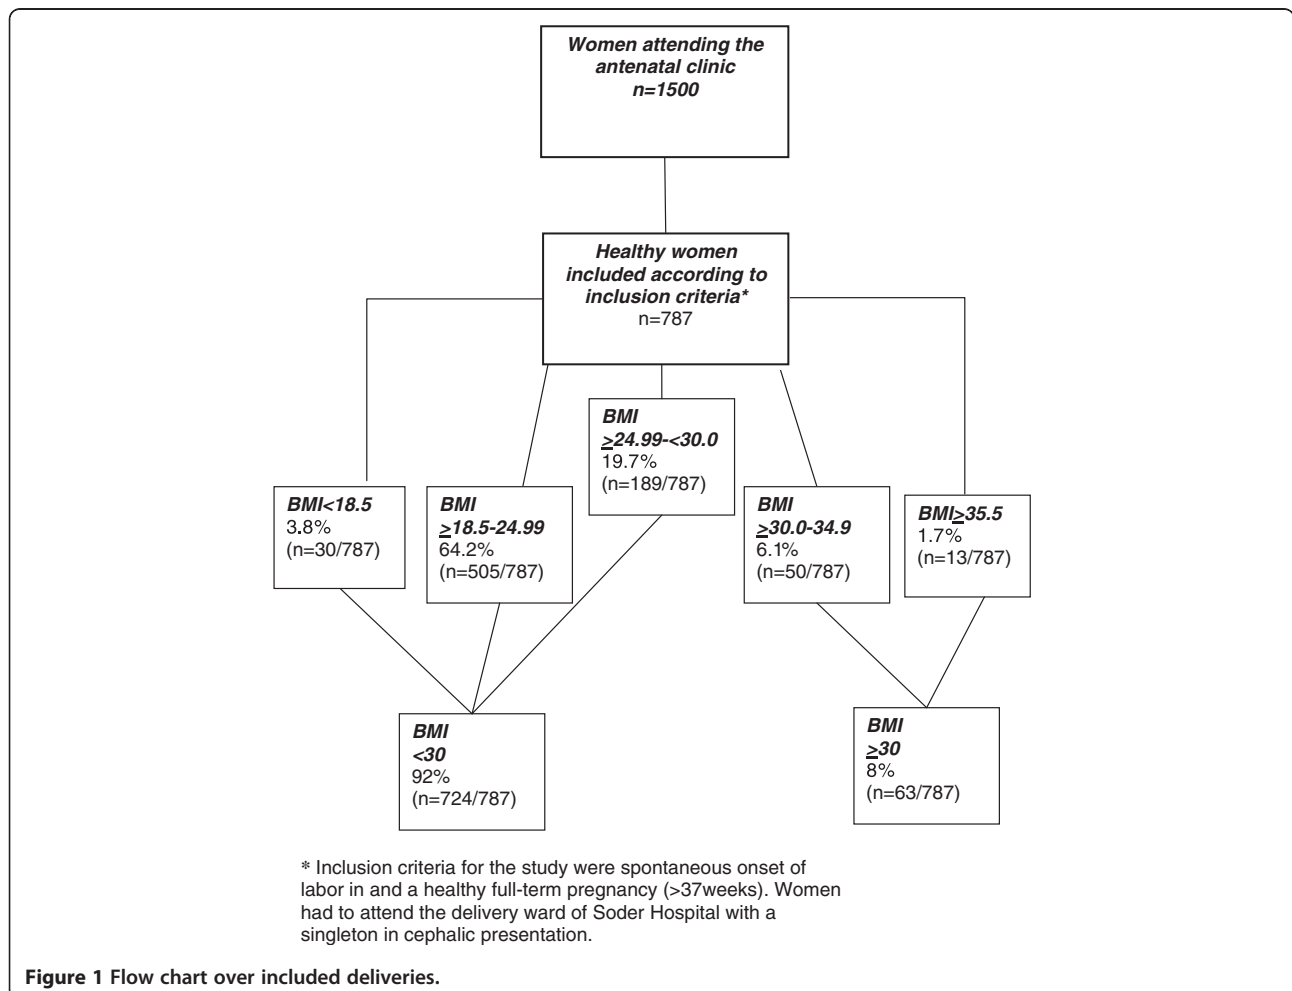 Women attending the
antenatal clinic
n=1500
Healthy women
included according to
inclusion criteria*
n=787
BMI
≥24.99-<30.0
19.7%
(n=189/787)
BMI<18.5
3.8%
(n=30/787)
BMI
≥18.5-24.99
64.2%
(n=505/787)
BMI
≥30.0-34.9
6.1%
(n=50/787)
BMI≥35.5
1.7%
(n=13/787)
BMI
<30
92%
(n=724/787)
BMI
≥30
8%
(n=63/787)
* Inclusion criteria for the study were spontaneous onset of
labor in and a healthy full-term pregnancy (>37weeks). Women
had to attend the delivery ward of Soder Hospital with a
singleton in cephalic presentation.
Figure 1 Flow chart over included deliveries.